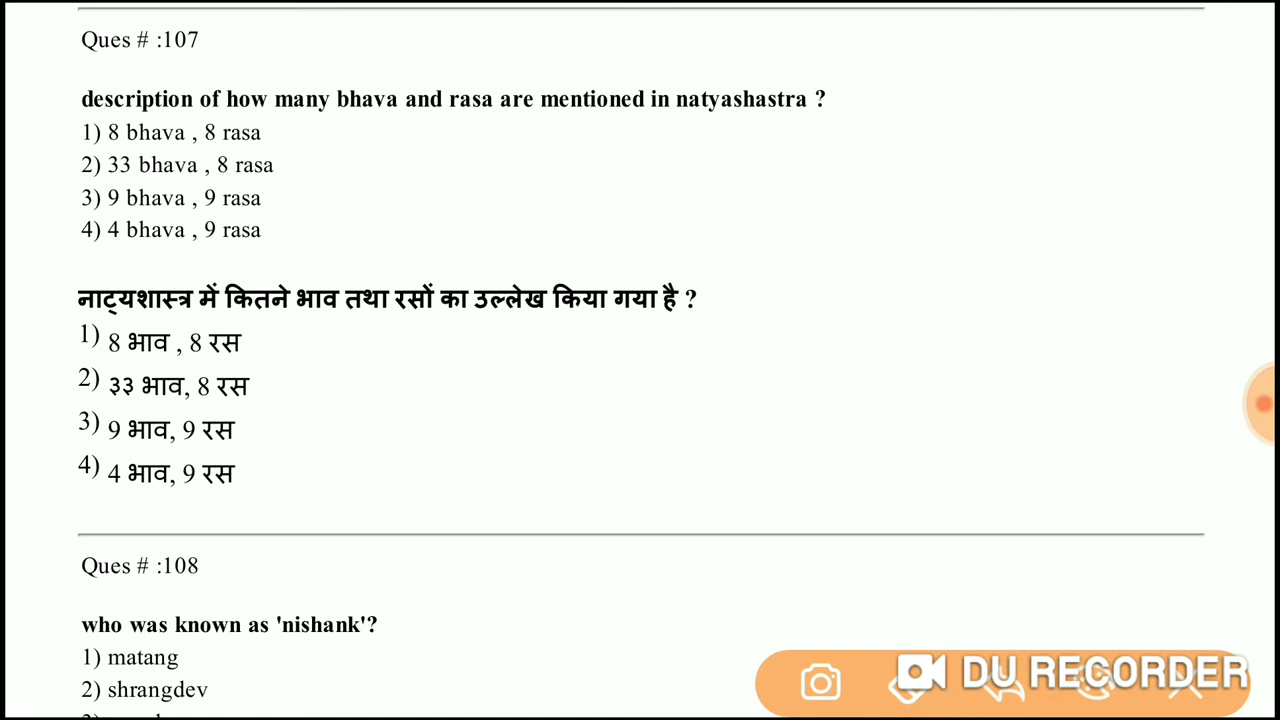 Ques # :107
description of how many bhava and rasa are mentioned in natyashastra ?
1) 8 bhava , 8 rasa
2) 33 bhava , 8 rasa
3) 9 bhava , 9 rasa
4) 4 bhava , 9 rasa
नाट्यशास्त्र में कितने भाव तथा रसों का उल्लेख किया गया है ?
1) 8 भाव , 8 रस
2) ३३ भाव, 8 रस
3) 9 भाव, 9 रस
4) 4 भाव, 9 रस
Ques # :108
who was known as 'nishank'?
1) matang
2) shrangdev
DU RECORDER